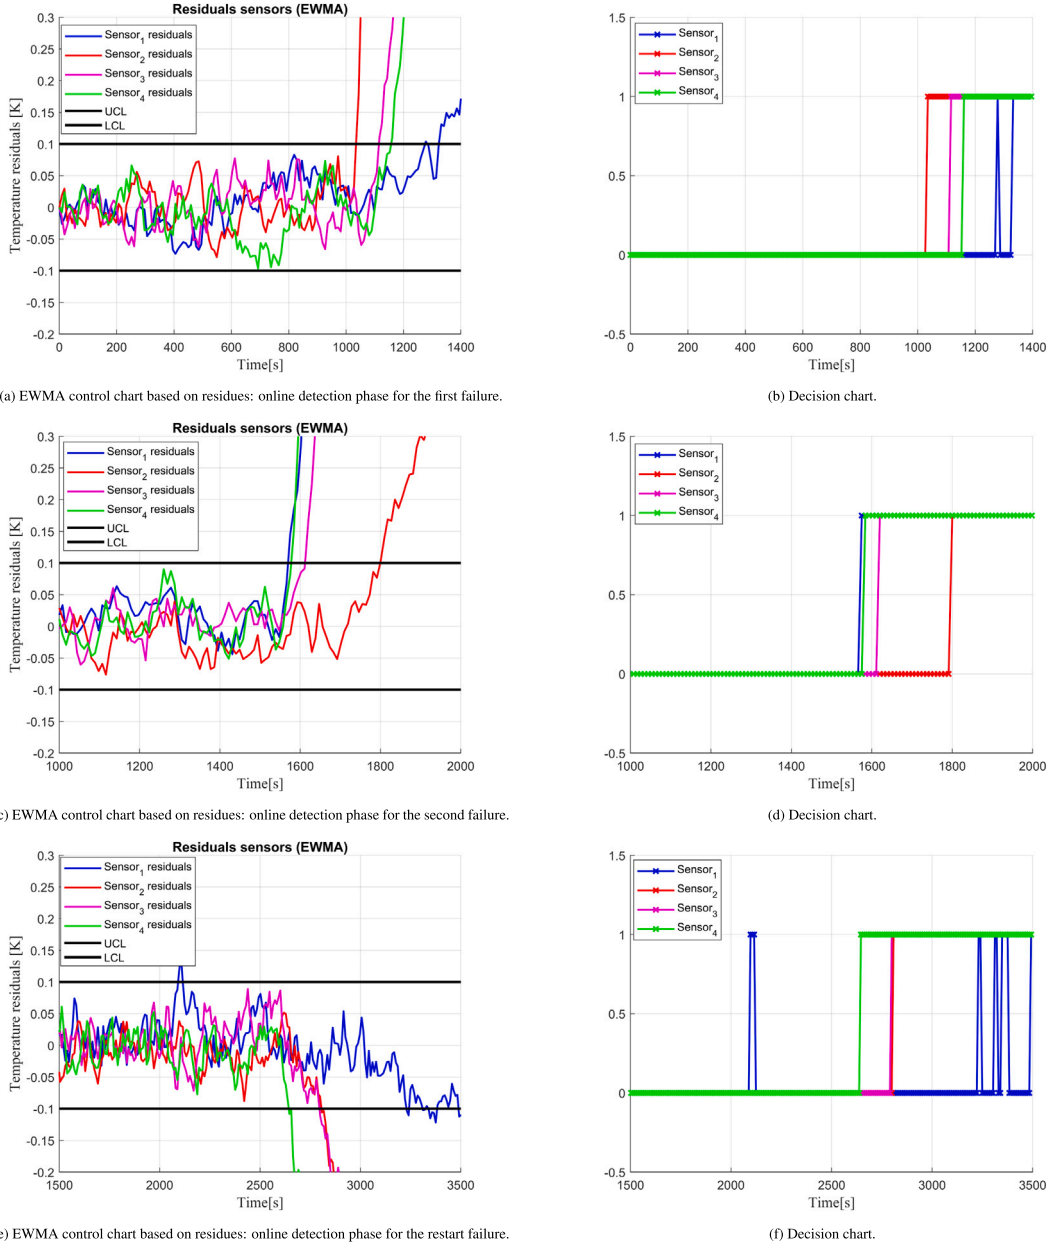 Residuals sensors (EWMA)
0.3
0.25
0.2
0.15
0.1
0.05
0
-0.05
-0.1
-0.15
-0.2
Temperature residuals [K]
Sensor1 residuals
Sensor2 residuals
Sensor3 residuals
Sensor4 residuals
UCL
LCL
0 200 400 600 800 1000 1200 1400
Time[s]
1.5
1
0.5
0
-0.5
Sensor1
Sensor2
Sensor3
Sensor4
0 200 400 600 800 1000 1200 1400
Time[s]
(a) EWMA control chart based on residues: online detection phase for the first failure.
(b) Decision chart.
Residuals sensors (EWMA)
0.3
0.25
0.2
0.15
0.1
0.05
0
-0.05
-0.1
-0.15
-0.2
Temperature residuals [K]
Sensor1 residuals
Sensor2 residuals
Sensor3 residuals
Sensor4 residuals
UCL
LCL
1000 1200 1400 1600 1800 2000
Time[s]
1.5
1
0.5
0
-0.5
Sensor1
Sensor2
Sensor3
Sensor4
1000 1200 1400 1600 1800 2000
Time[s]
c) EWMA control chart based on residues: online detection phase for the second failure.
(d) Decision chart.
Residuals sensors (EWMA)
0.3
0.25
0.2
0.15
0.1
0.05
0
-0.05
-0.1
-0.15
-0.2
Temperature residuals [K]
Sensor1 residuals
Sensor2 residuals
Sensor3 residuals
Sensor4 residuals
UCL
LCL
1500 2000 2500 3000 3500
Time[s]
1.5
1
0.5
0
-0.5
Sensor1
Sensor2
Sensor3
Sensor4
1500 2000 2500 3000 3500
Time[s]
e) EWMA control chart based on residues: online detection phase for the restart failure.
(f) Decision chart.